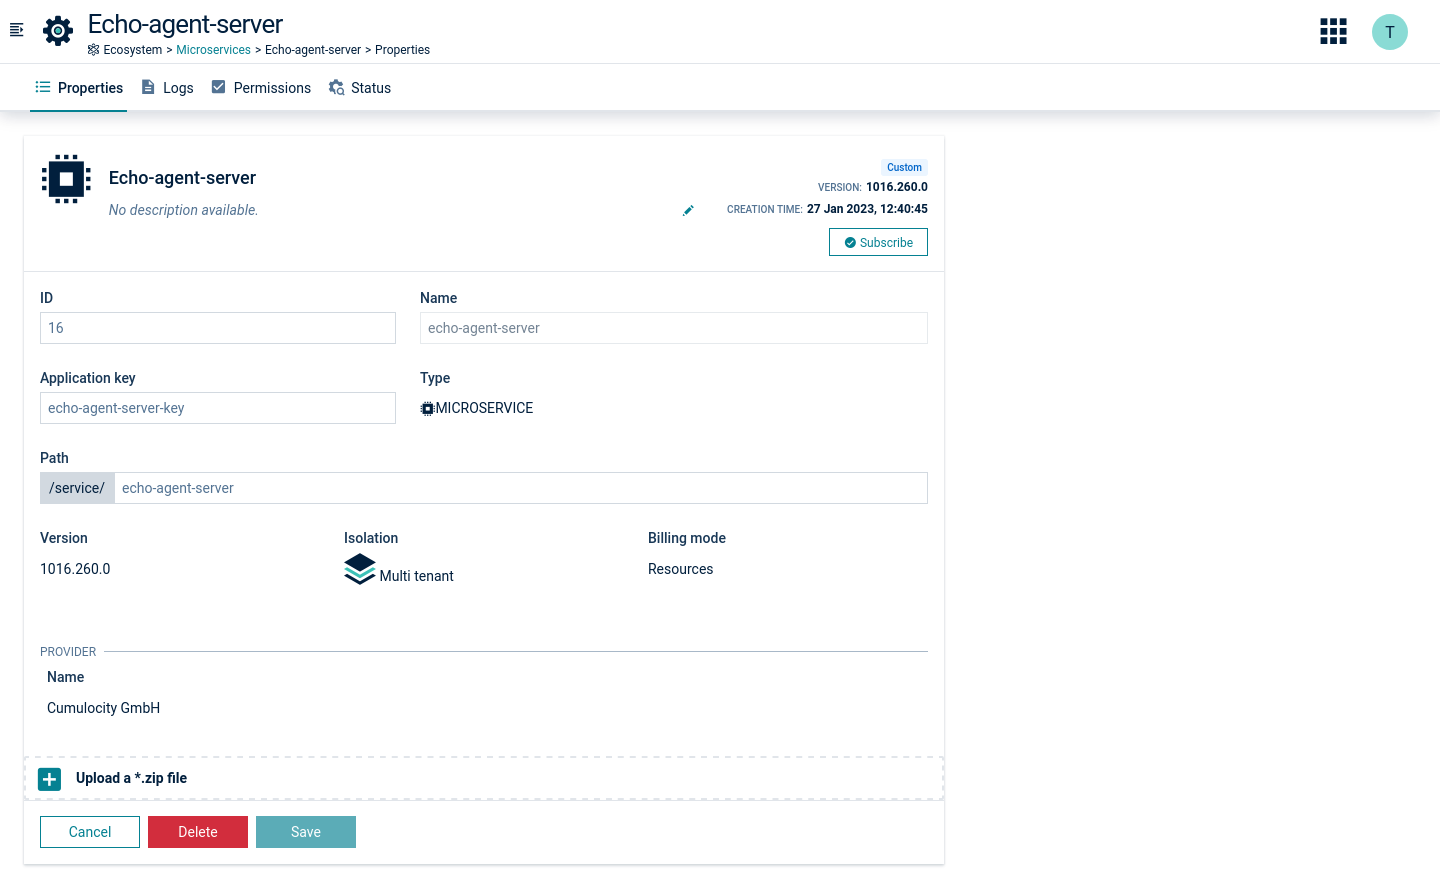 Echo-agent-server
Ecosystem > Microservices > Echo-agent-server > Properties
T
Properties Logs Permissions Status
Echo-agent-server
No description available.
Custom
VERSION: 1016.260.0
CREATION TIME: 27 Jan 2023, 12:40:45
Subscribe
ID
16
Name
echo-agent-server
Application key
echo-agent-server-key
Type
MICROSERVICE
Path
/service/ echo-agent-server
Version
1016.260.0
Isolation
Multi tenant
Billing mode
Resources
PROVIDER
Name
Cumulocity GmbH
Upload a *.zip file
Cancel Delete Save